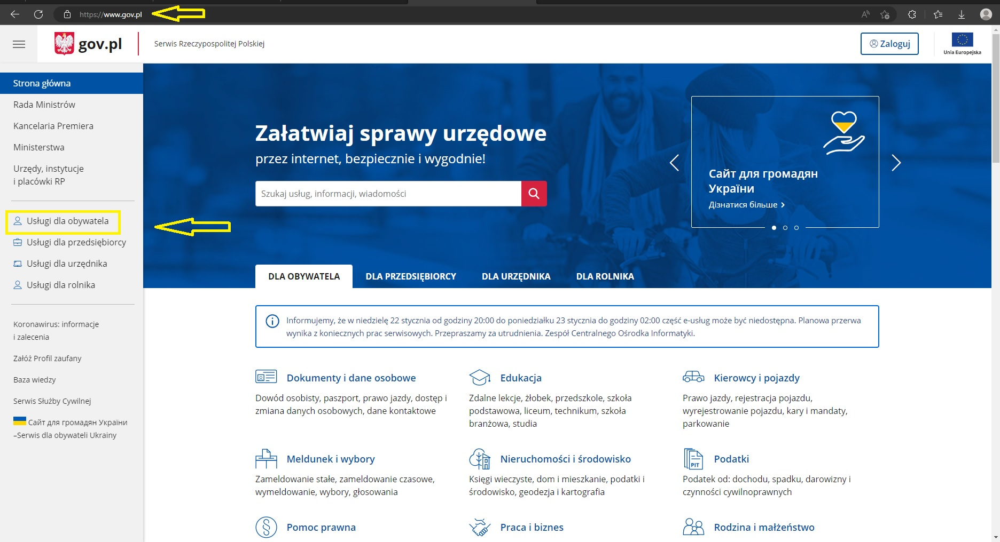 https://www.gov.pl
gov.pl
Serwis Rzeczypospolitej Polskiej
Zaloguj
Unia Europejska
Strona główna
Rada Ministrów
Kancelaria Premiera
Ministerstwa
Urzędy, instytucje
i placówki RP
Usługi dla obywatela
Usługi dla przedsiębiorcy
Usługi dla urzędnika
Usługi dla rolnika
Koronawirus: informacje
i zalecenia
Załóż Profil zaufany
Baza wiedzy
Serwis Służby Cywilnej
Сайт для громадян України
–Serwis dla obywateli Ukrainy
Załatwiaj sprawy urzędowe
przez internet, bezpiecznie i wygodnie!
Szukaj usług, informacji, wiadomości
Сайт для громадян
України
Дізнатися більше
DLA OBYWATELA
DLA PRZEDSIĘBIORCY
DLA URZĘDNIKA
DLA ROLNIKA
Informujemy, że w niedzielę 22 stycznia od godziny 20:00 do poniedziałku 23 stycznia do godziny 02:00 część e-usług może być niedostępna. Planowa przerwa
wynika z koniecznych prac serwisowych. Przepraszamy za utrudnienia. Zespół Centralnego Ośrodka Informatyki.
Dokumenty i dane osobowe
Dowód osobisty, paszport, prawo jazdy, dostęp i
zmiana danych osobowych, dane kontaktowe
Edukacja
Zdalne lekcje, żłobek, przedszkole, szkoła
podstawowa, liceum, technikum, szkoła
branżowa, studia
Kierowcy i pojazdy
Prawo jazdy, rejestracja pojazdu,
wyrejestrowanie pojazdu, kary i mandaty,
parkowanie
Meldunek i wybory
Zameldowanie stałe, zameldowanie czasowe,
wymeldowanie, wybory, głosowania
Nieruchomości i środowisko
Księgi wieczyste, dom i mieszkanie, podatki i
środowisko, geodezja i kartografia
PIT
Podatki
Podatek od: dochodu, spadku, darowizny i
czynności cywilnoprawnych
Pomoc prawna
Praca i biznes
Rodzina i małżeństwo